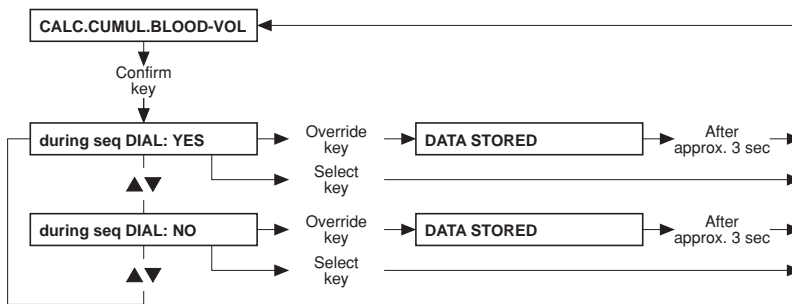 CALC.CUMUL.BLOOD-VOL
Confirm
key
during seq DIAL: YES
Override
key
DATA STORED
After
approx. 3 sec
Select
key
▲▼
during seq DIAL: NO
Override
key
DATA STORED
After
approx. 3 sec
Select
key
▲▼